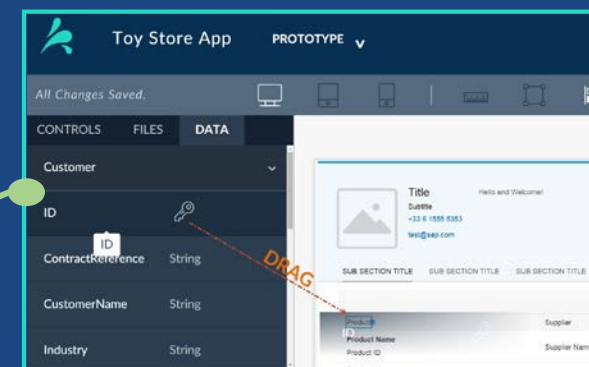 Toy Store App PROTOTYPE
All Changes Saved.
CONTROLS FILES DATA
Customer
ID
ID
ContractReference String
CustomerName String
Industry String
DRAG
Title Hello and Welcome!
Subtitle
+33 6 1555 5353
test@sap.com
SUB SECTION TITLE SUB SECTION TITLE SUB SECTION TITLE
Product Supplier
ID
Product Name
Product ID Supplier Nam